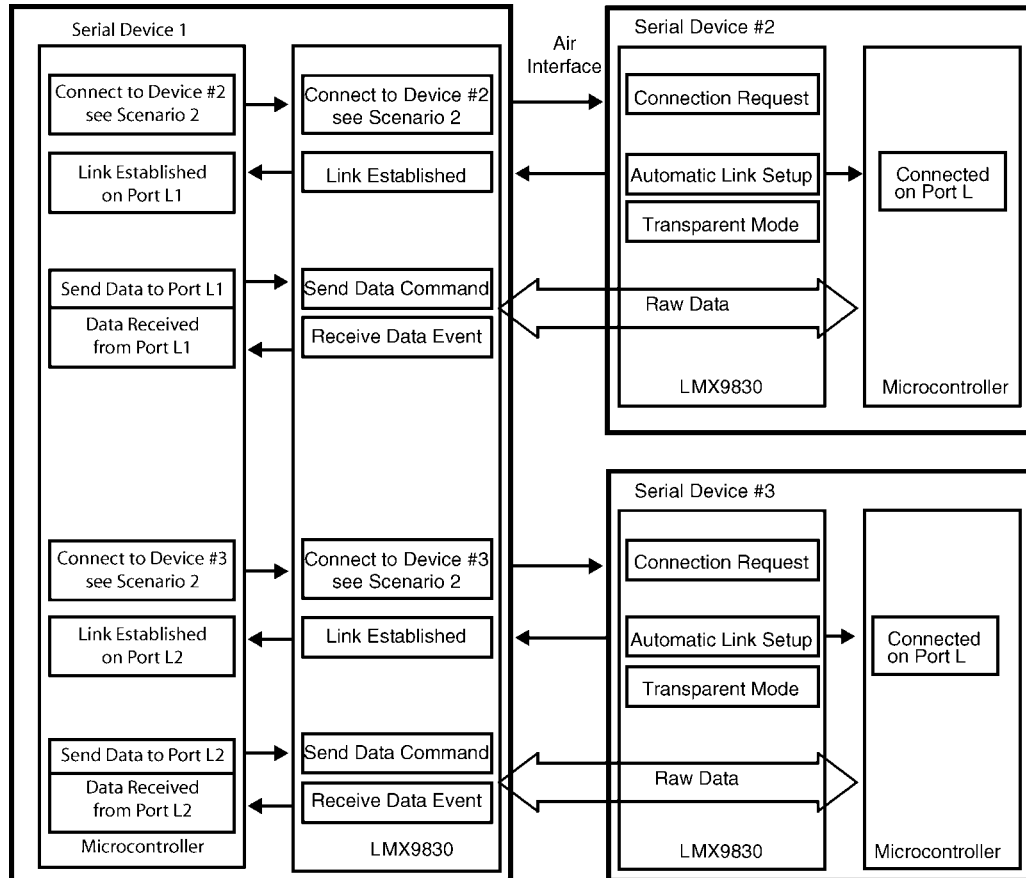 Serial Device 1
Connect to Device #2
see Scenario 2
Link Established
on Port L1
Send Data to Port L1
Data Received
from Port L1
Connect to Device #3
see Scenario 2
Link Established
on Port L2
Send Data to Port L2
Data Received
from Port L2
Microcontroller
Connect to Device #2
see Scenario 2
Link Established
Send Data Command
Receive Data Event
Connect to Device #3
see Scenario 2
Link Established
Send Data Command
Receive Data Event
LMX9830
Air
Interface
Serial Device #2
Connection Request
Automatic Link Setup
Transparent Mode
Connected
on Port L
Raw Data
LMX9830
Microcontroller
Serial Device #3
Connection Request
Automatic Link Setup
Transparent Mode
Connected
on Port L
Raw Data
LMX9830
Microcontroller